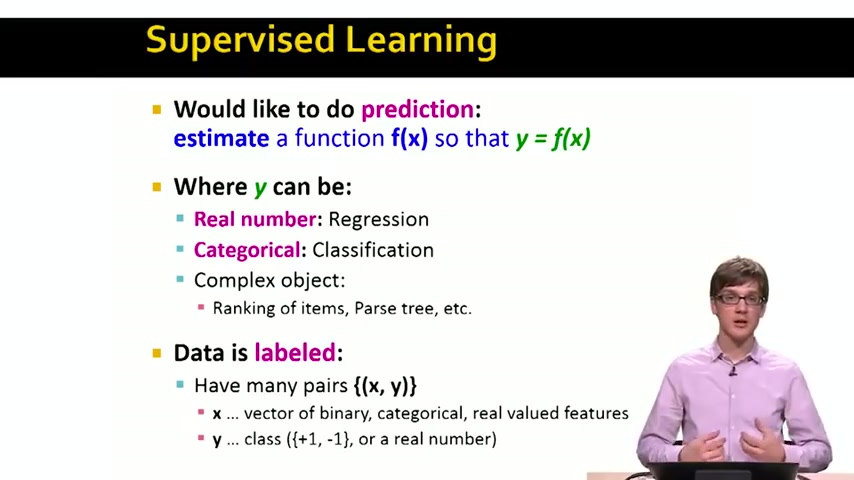 Supervised Learning
Would like to do prediction:
estimate a function f(x) so that y = f(x)
Where y can be:
Real number: Regression
Categorical: Classification
Complex object:
Ranking of items, Parse tree, etc.
Data is labeled:
Have many pairs {(x, y)}
x ... vector of binary, categorical, real valued features
y ... class ({+1, -1}, or a real number)